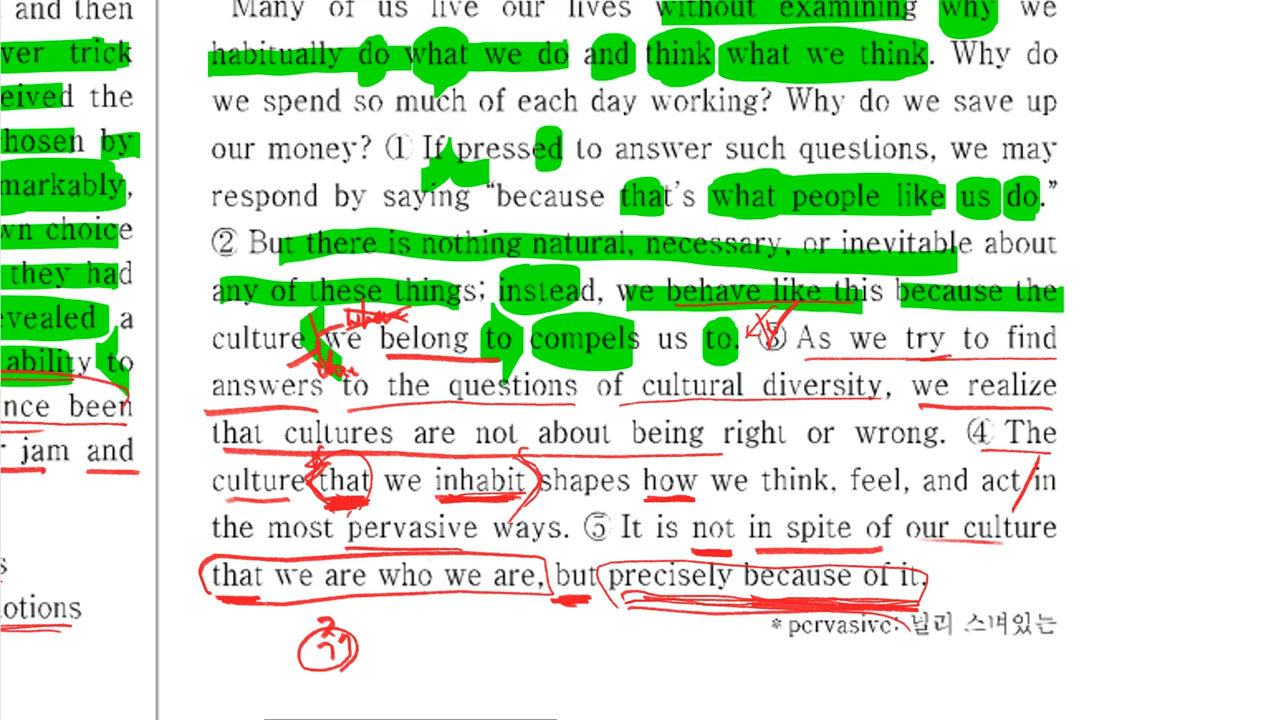 and then
ver trick
eived the
hosen by
markably,
wn choice
they had
evealed a
ability to
nce been
jam and
s
otions
Many of us live our lives without examining why we
habitually do what we do and think what we think. Why do
we spend so much of each day working? Why do we save up
our money? ① If pressed to answer such questions, we may
respond by saying “because that's what people like us do.”
② But there is nothing natural, necessary, or inevitable about
any of these things; instead, we behave like this because the
culture we belong to compels us to. ③ As we try to find
answers to the questions of cultural diversity, we realize
that cultures are not about being right or wrong. ④ The
culture that we inhabit shapes how we think, feel, and act in
the most pervasive ways. ⑤ It is not in spite of our culture
that we are who we are, but precisely because of it.
* pervasive: 널리 스며있는